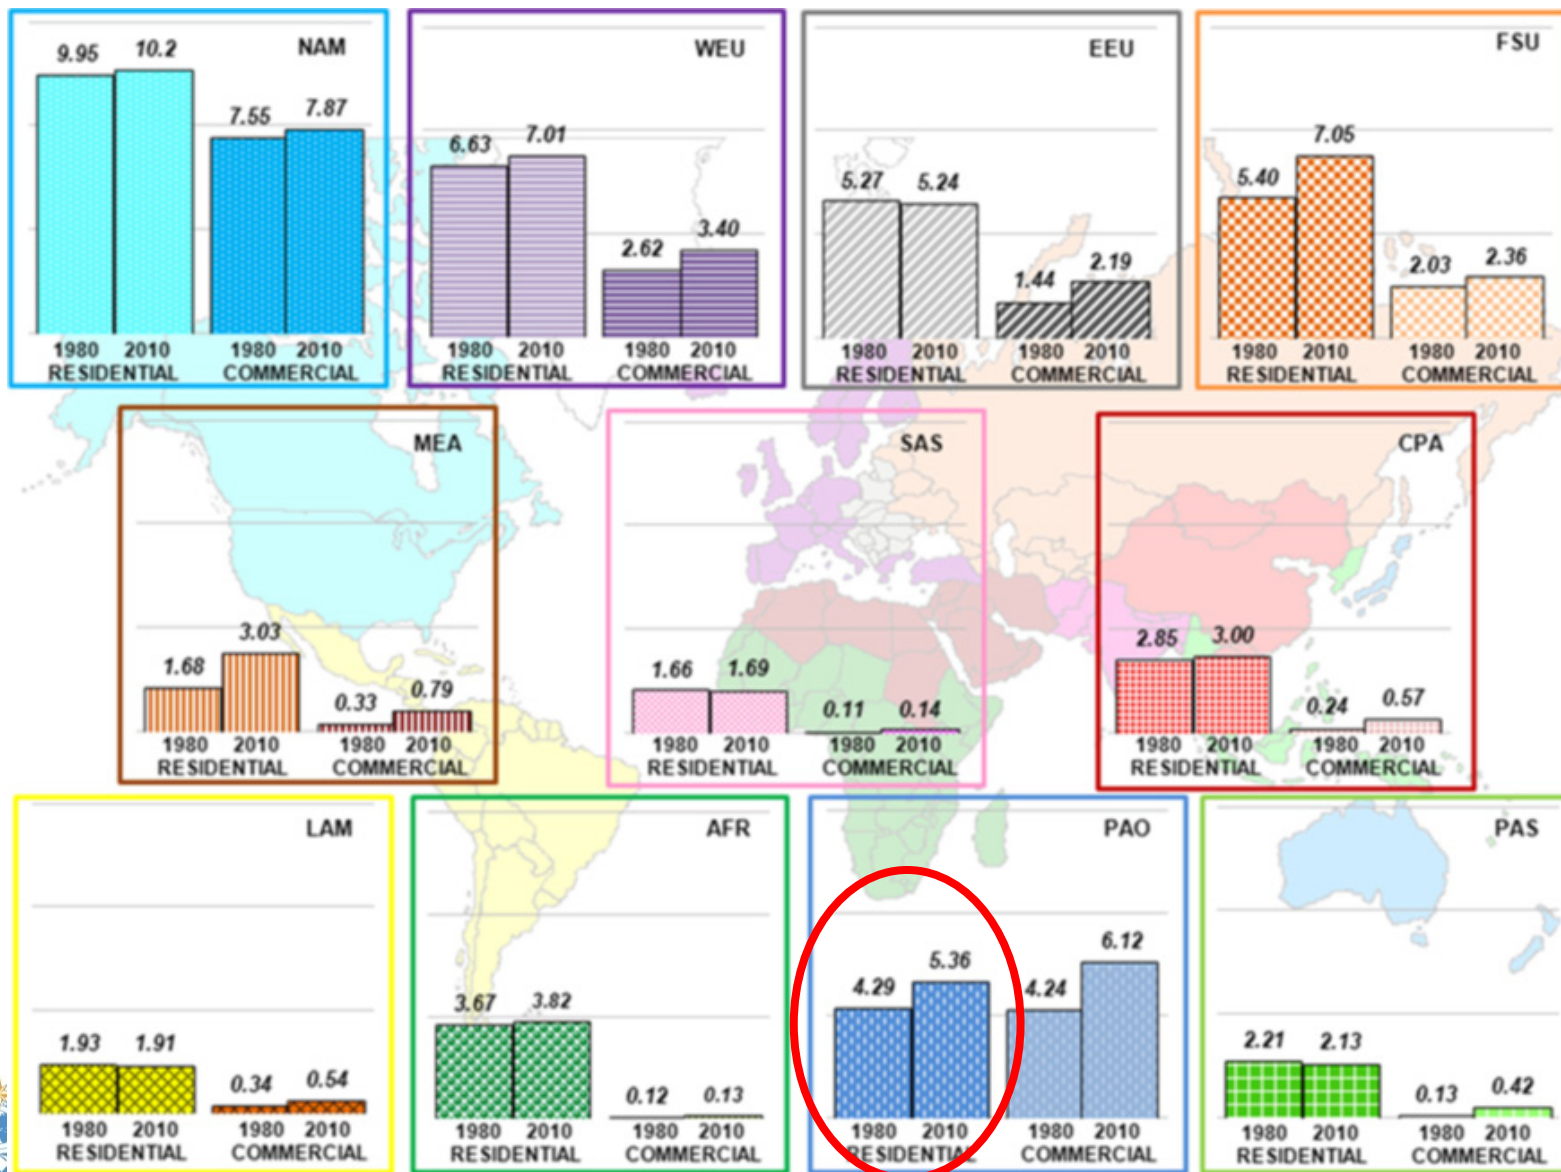 NAM
9.95 10.2
7.55 7.87
1980 2010 1980 2010
RESIDENTIAL COMMERCIAL
WEU
6.63 7.01
2.62 3.40
1980 2010 1980 2010
RESIDENTIAL COMMERCIAL
EEU
5.27 5.24
1.44 2.19
1980 2010 1980 2010
RESIDENTIAL COMMERCIAL
FSU
5.40 7.05
2.03 2.36
1980 2010 1980 2010
RESIDENTIAL COMMERCIAL
MEA
1.68 3.03
0.33 0.79
1980 2010 1980 2010
RESIDENTIAL COMMERCIAL
SAS
1.66 1.69
0.11 0.14
1980 2010 1980 2010
RESIDENTIAL COMMERCIAL
CPA
2.85 3.00
0.24 0.57
1980 2010 1980 2010
RESIDENTIAL COMMERCIAL
LAM
1.93 1.91
0.34 0.54
1980 2010 1980 2010
RESIDENTIAL COMMERCIAL
AFR
3.67 3.82
0.12 0.13
1980 2010 1980 2010
RESIDENTIAL COMMERCIAL
PAO
4.29 5.36
4.24 6.12
1980 2010 1980 2010
RESIDENTIAL COMMERCIAL
PAS
2.21 2.13
0.13 0.42
1980 2010 1980 2010
RESIDENTIAL COMMERCIAL